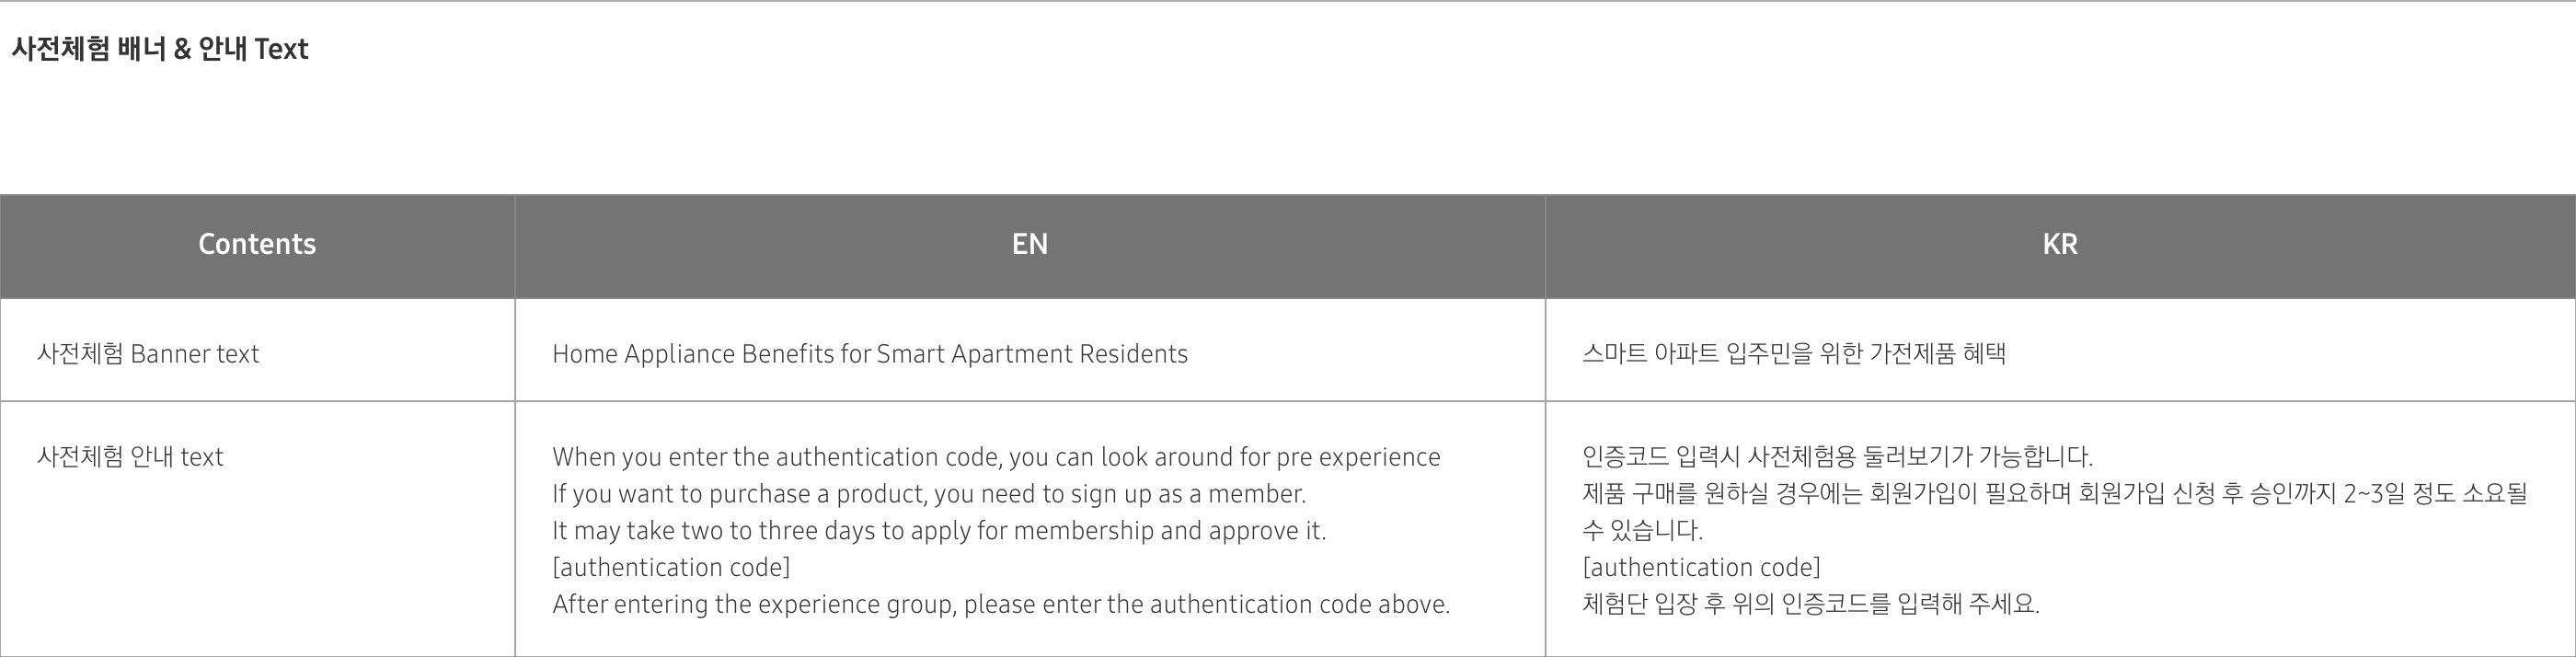 사전체험 배너 & 안내 Text
Contents
EN
KR
사전체험 Banner text
Home Appliance Benefits for Smart Apartment Residents
스마트 아파트 입주민을 위한 가전제품 혜택
사전체험 안내 text
When you enter the authentication code, you can look around for pre experience
If you want to purchase a product, you need to sign up as a member.
It may take two to three days to apply for membership and approve it.
[authentication code]
After entering the experience group, please enter the authentication code above.
인증코드 입력시 사전체험용 둘러보기가 가능합니다.
제품 구매를 원하실 경우에는 회원가입이 필요하며 회원가입 신청 후 승인까지 2~3일 정도 소요될
수 있습니다.
[authentication code]
체험단 입장 후 위의 인증코드를 입력해 주세요.